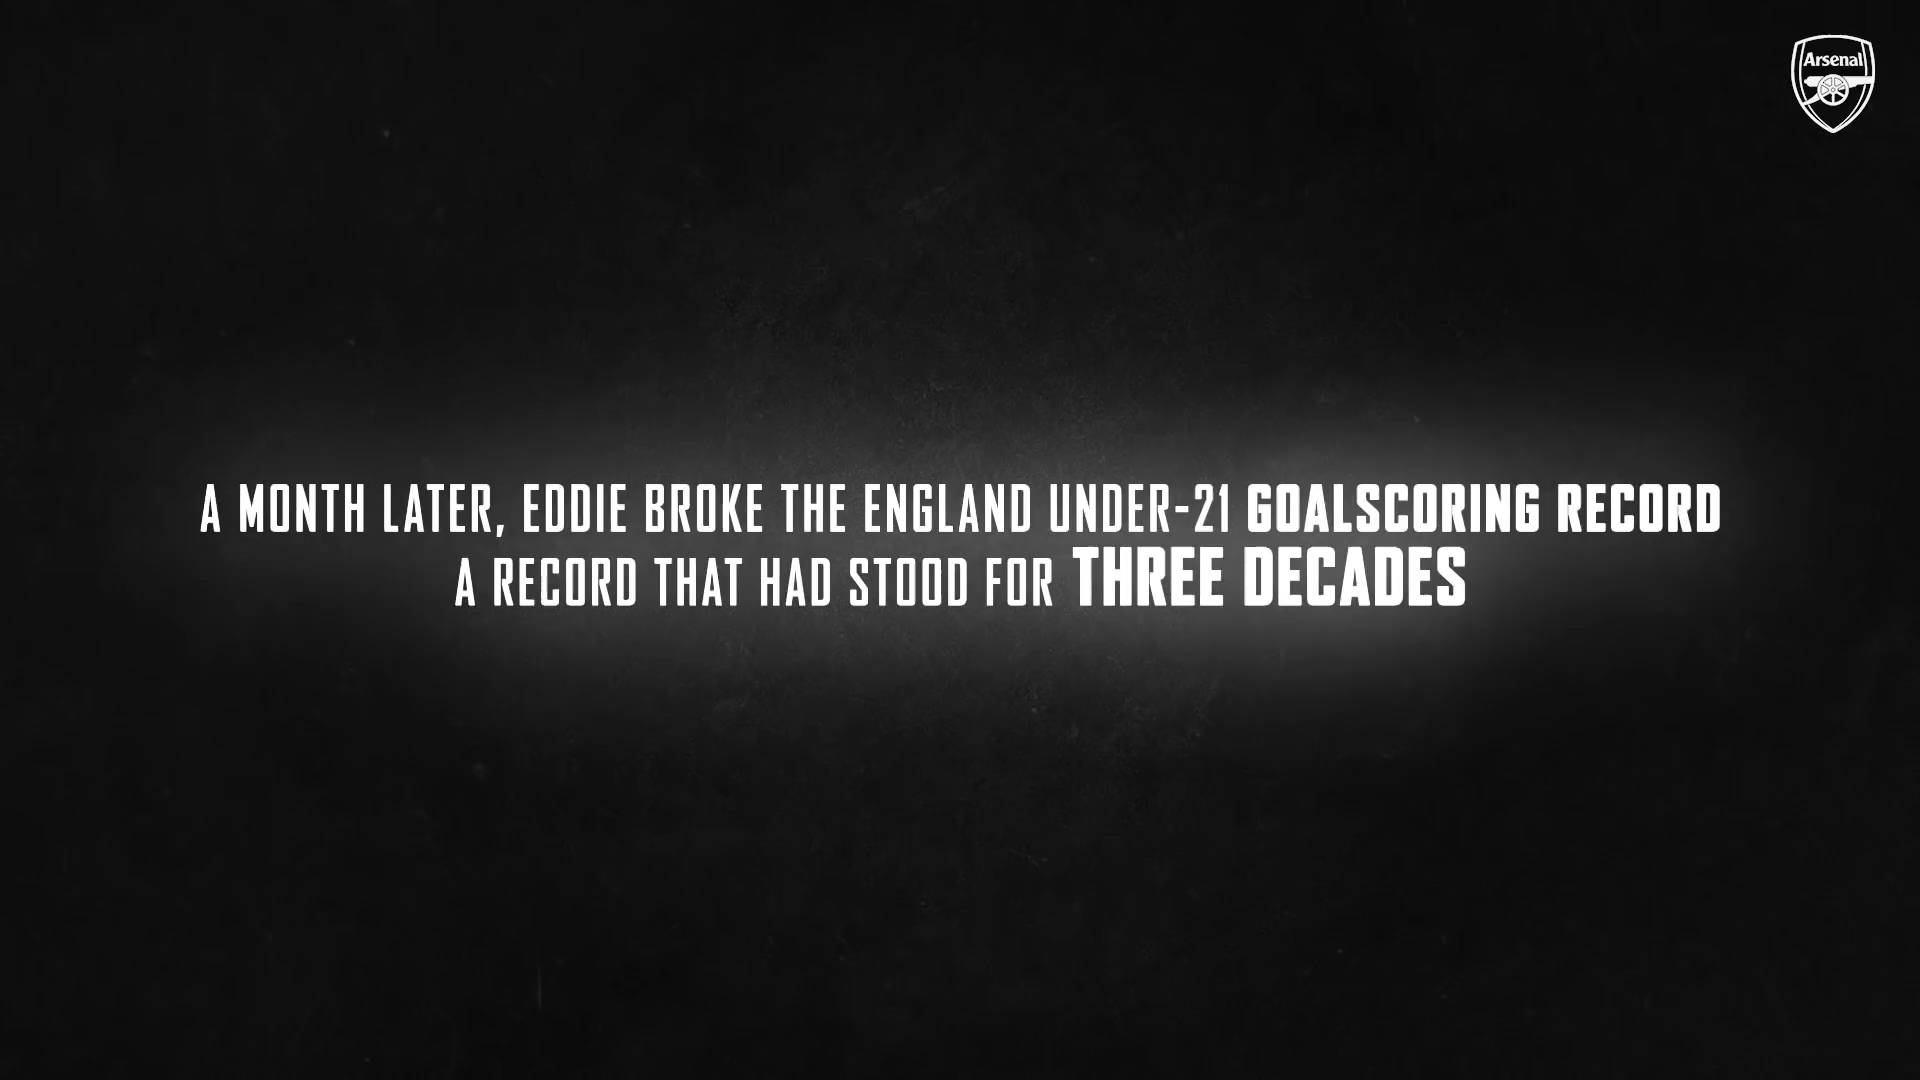 Arsenal
A MONTH LATER, EDDIE BROKE THE ENGLAND UNDER-21 GOALSCORING RECORD
A RECORD THAT HAD STOOD FOR THREE DECADES